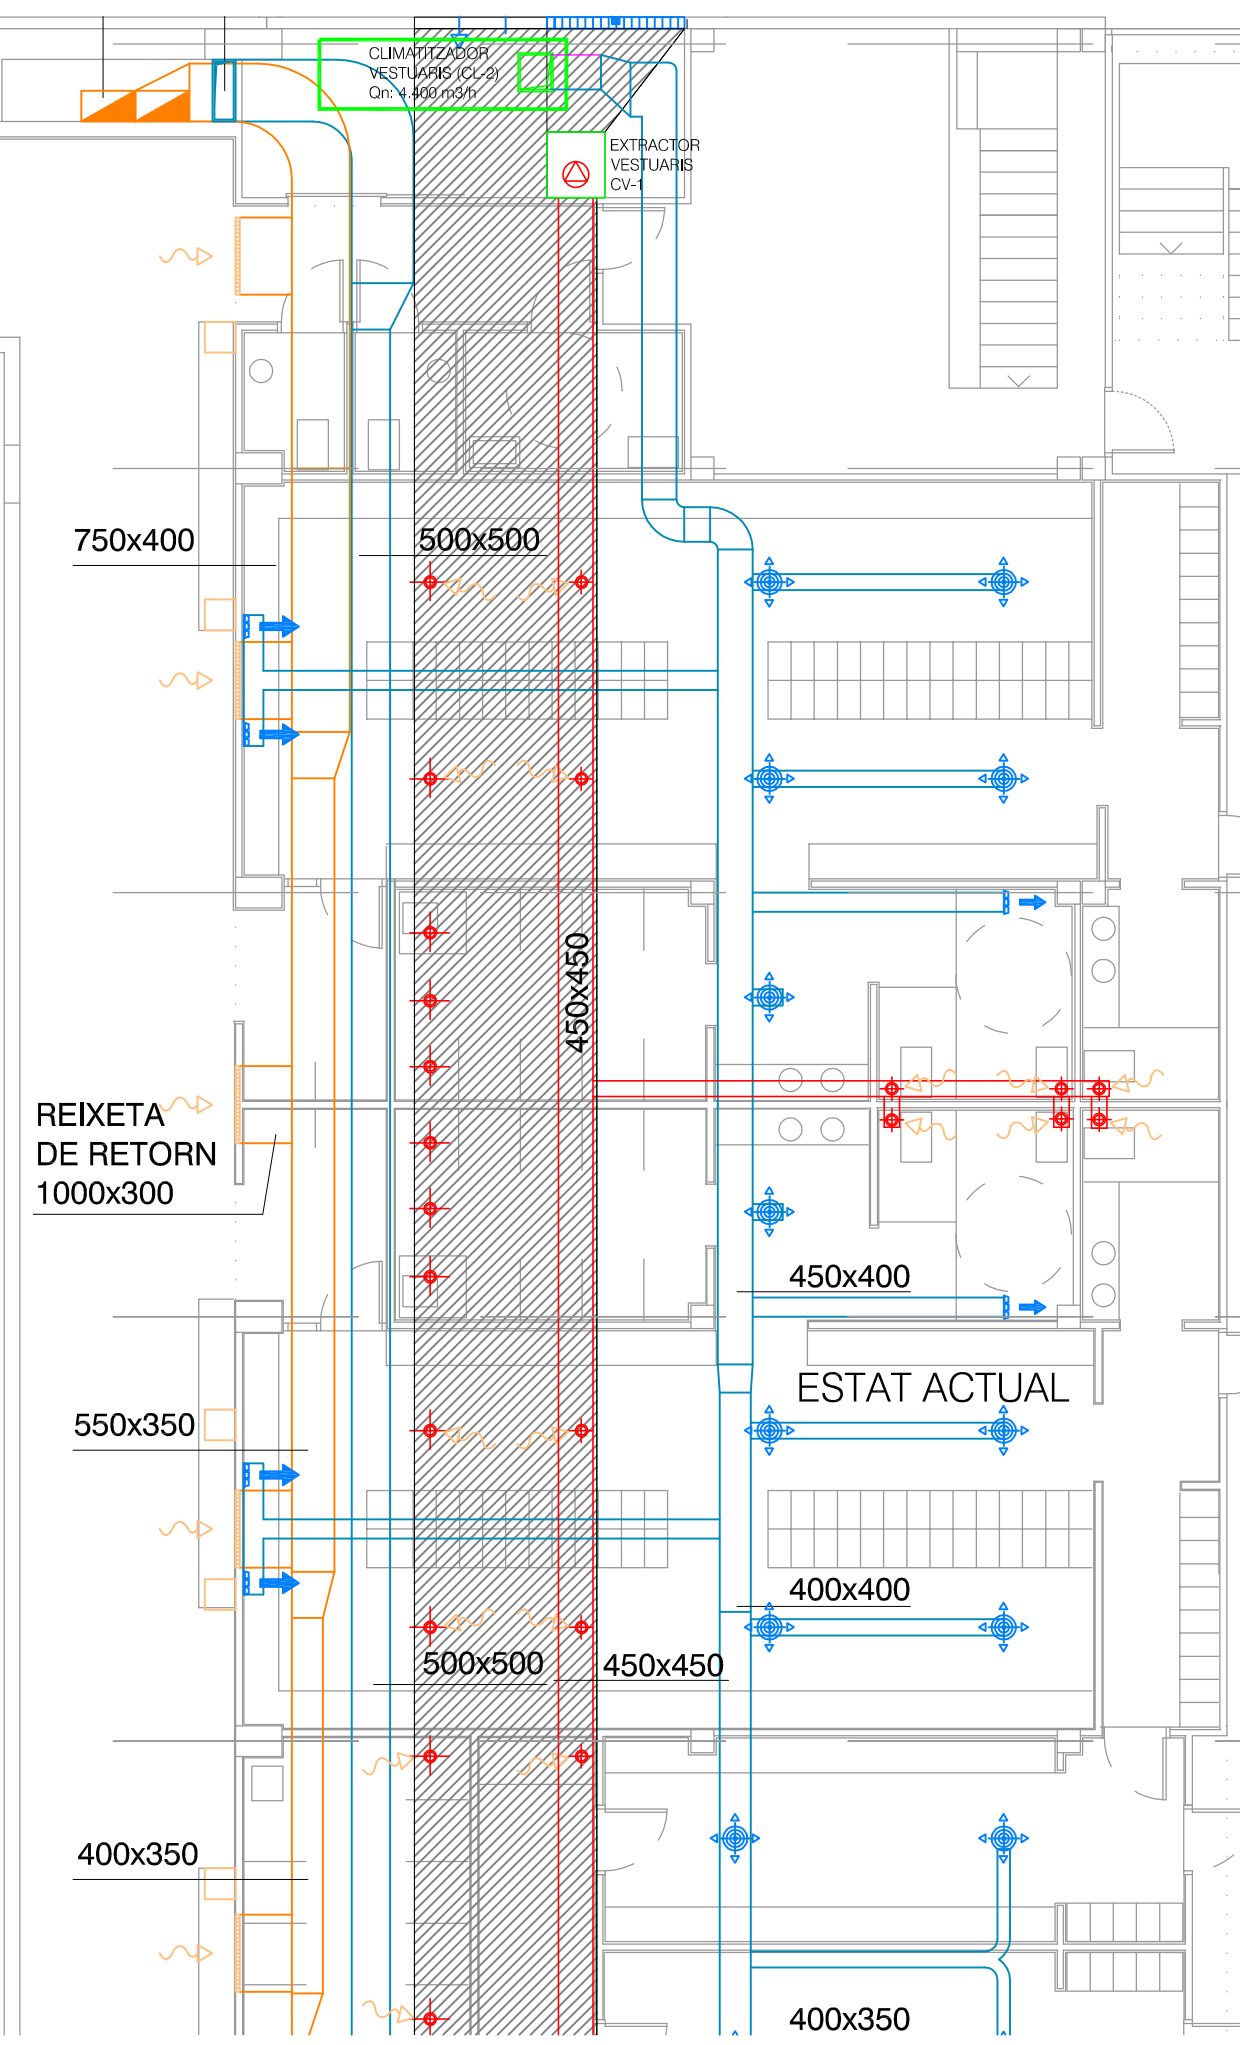 CLIMATITZADOR
VESTUARIS (CL-2)
Qn: 4.400 m3/h
EXTRACTOR
VESTUARIS
CV-1
750x400
500x500
450x450
REIXETA
DE RETORN
1000x300
450x400
ESTAT ACTUAL
550x350
400x400
500x500
450x450
400x350
400x350